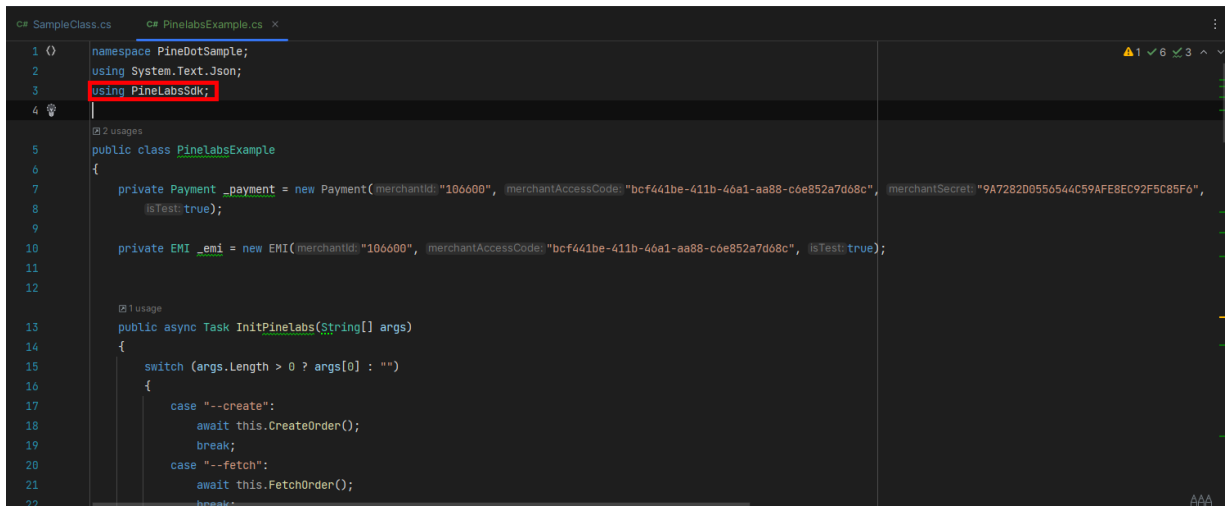 C# SampleClass.cs C# PinelabsExample.cs ×
1 namespace PineDotSample;
1 6 3
2 using System.Text.Json;
3 using PineLabsSdk;
4
2 usages
5 public class PinelabsExample
6 {
7 private Payment _payment = new Payment( merchantId: "106600", merchantAccessCode: "bcf441be-411b-46a1-aa88-c6e852a7d68c", merchantSecret: "9A7282D0556544C59AFE8EC92F5C85F6",
8 isTest: true);
9
10 private EMI _emi = new EMI( merchantId: "106600", merchantAccessCode: "bcf441be-411b-46a1-aa88-c6e852a7d68c", isTest: true);
11
12
1 usage
13 public async Task InitPinelabs(String[] args)
14 {
15 switch (args.Length > 0 ? args[0] : "")
16 {
17 case "--create":
18 await this.CreateOrder();
19 break;
20 case "--fetch":
21 await this.FetchOrder();
22 break;
AAA